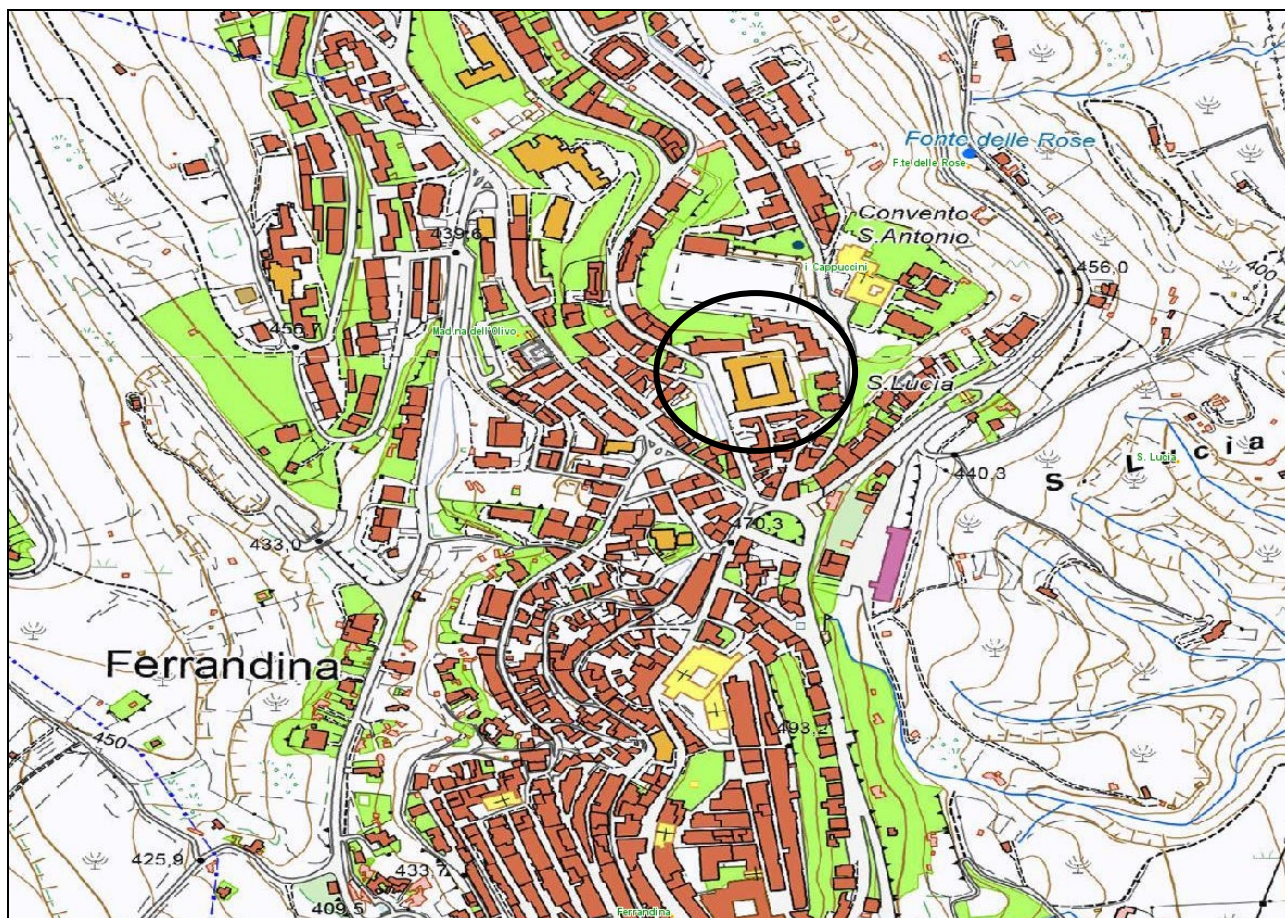 Fonte delle Rose
F.te delle Rose
Convento
S.Antonio
439,6
i Cappuccini
456,0
400
456,7
Mad.na dell'Olivo
S.Lucia
S. Lucia
S. Lucia
440,3
470,3
433,0
Ferrandina
493,2
450
425,9
433,7
409,5
Ferrandina